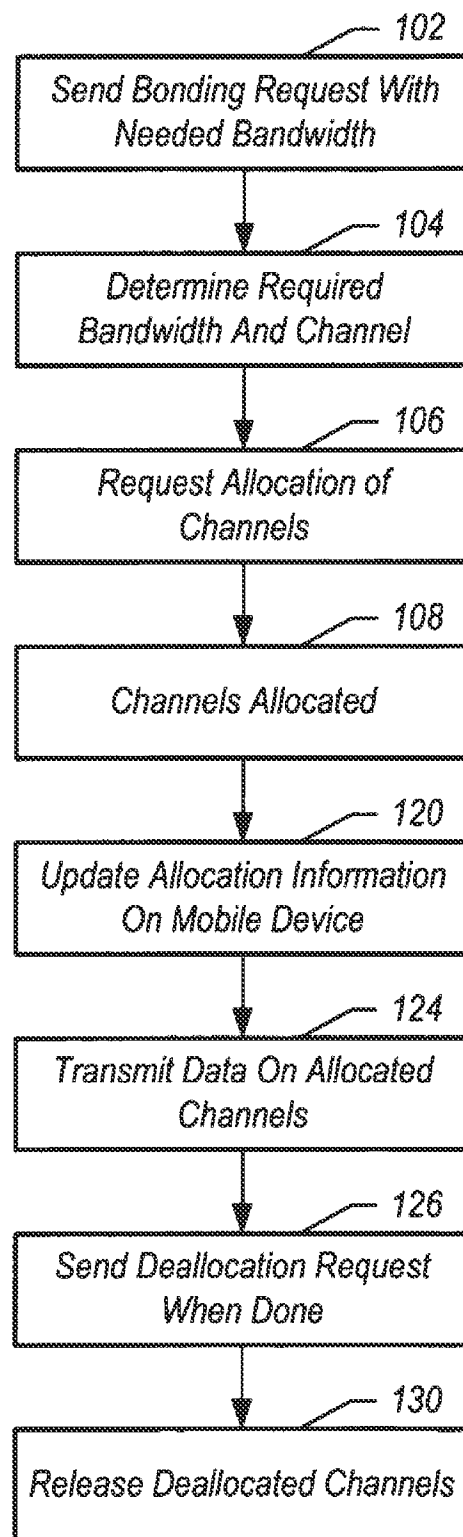 102
Send Bonding Request With
Needed Bandwidth
104
Determine Required
Bandwidth And Channel
106
Request Allocation of
Channels
108
Channels Allocated
120
Update Allocation Information
On Mobile Device
124
Transmit Data On Allocated
Channels
126
Send Deallocation Request
When Done
130
Release Deallocated Channels